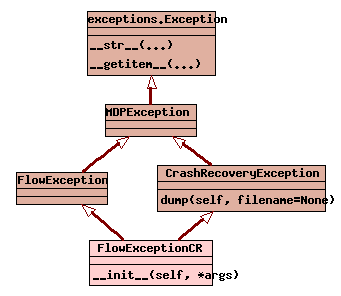 exceptions.Exception
__str__(...)
__getitem__(...)
MDPException
FlowException
CrashRecoveryException
dump(self, filename=None)
FlowExceptionCR
__init__(self, *args)